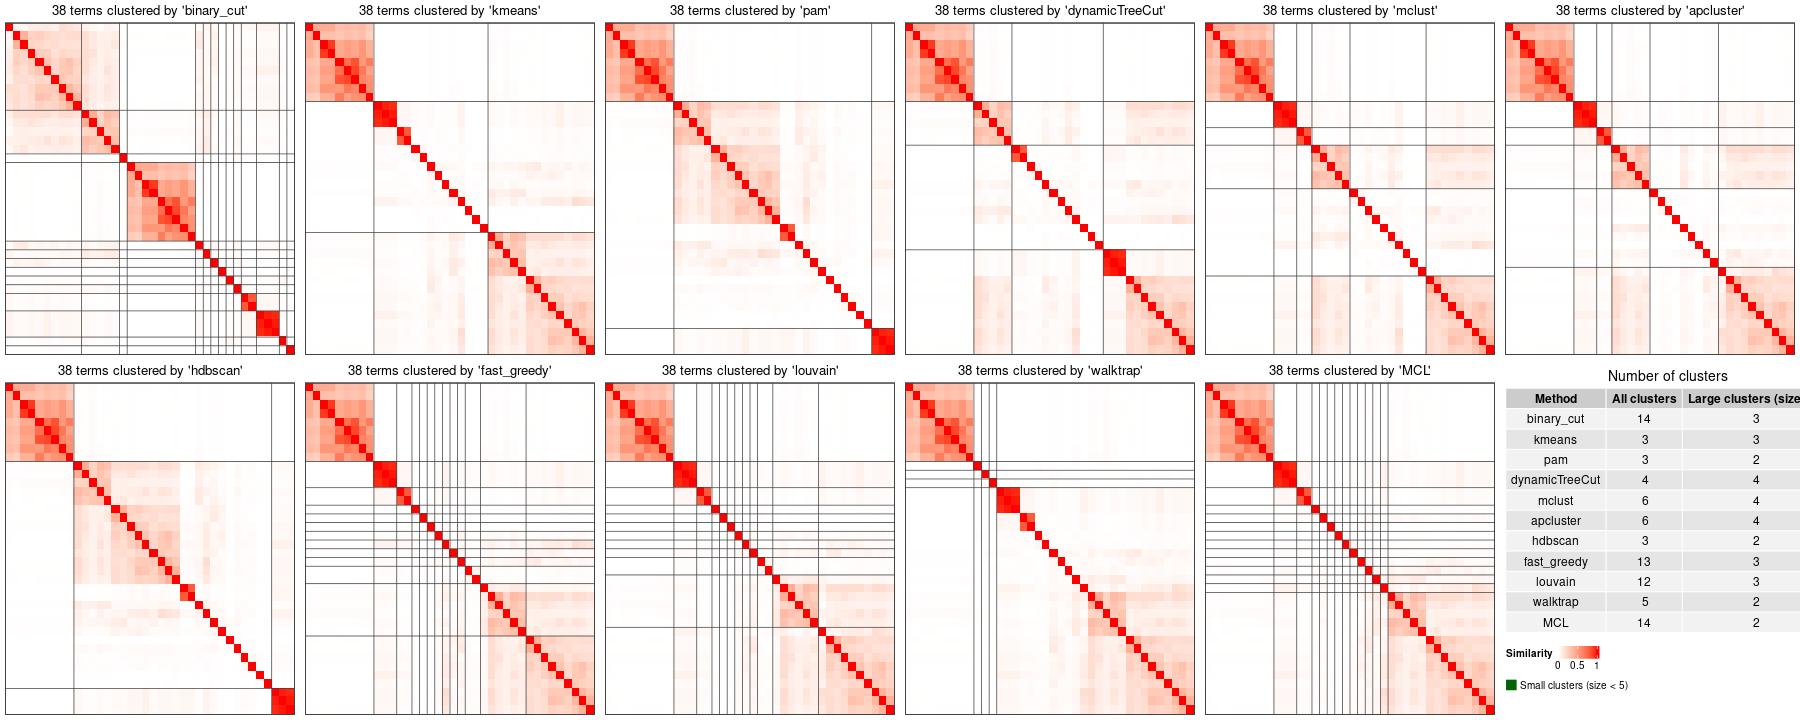 38 terms clustered by 'binary_cut'
38 terms clustered by 'kmeans'
38 terms clustered by 'pam'
38 terms clustered by 'dynamicTreeCut'
38 terms clustered by 'mclust'
38 terms clustered by 'apcluster'
38 terms clustered by 'hdbscan'
38 terms clustered by 'fast_greedy'
38 terms clustered by 'louvain'
38 terms clustered by 'walktrap'
38 terms clustered by 'MCL'
Number of clusters
Method All clusters Large clusters (size
binary_cut 14 3
kmeans 3 3
pam 3 2
dynamicTreeCut 4 4
mclust 6 4
apcluster 6 4
hdbscan 3 2
fast_greedy 13 3
louvain 12 3
walktrap 5 2
MCL 14 2
Similarity
0 0.5 1
Small clusters (size < 5)